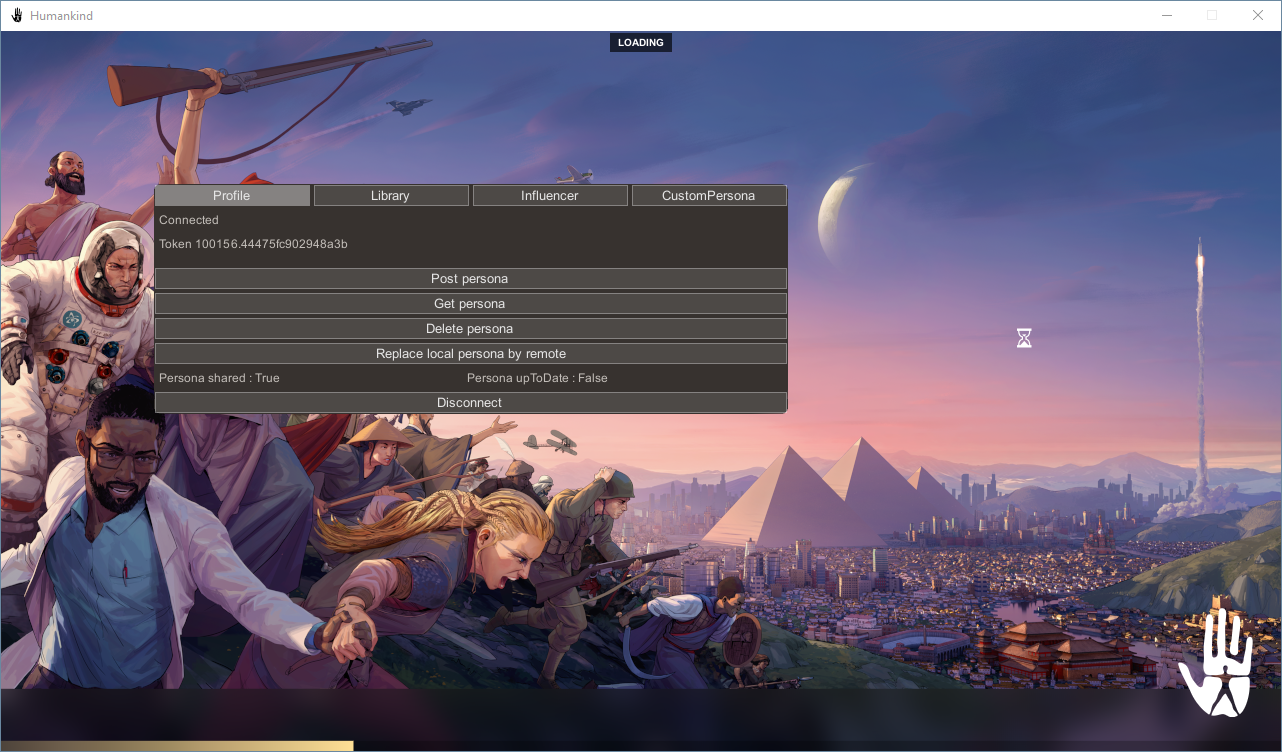 Humankind
LOADING
Profile Library Influencer CustomPersona
Connected
Token 100156.44475fc902948a3b
Post persona
Get persona
Delete persona
Replace local persona by remote
Persona shared : True Persona upToDate : False
Disconnect